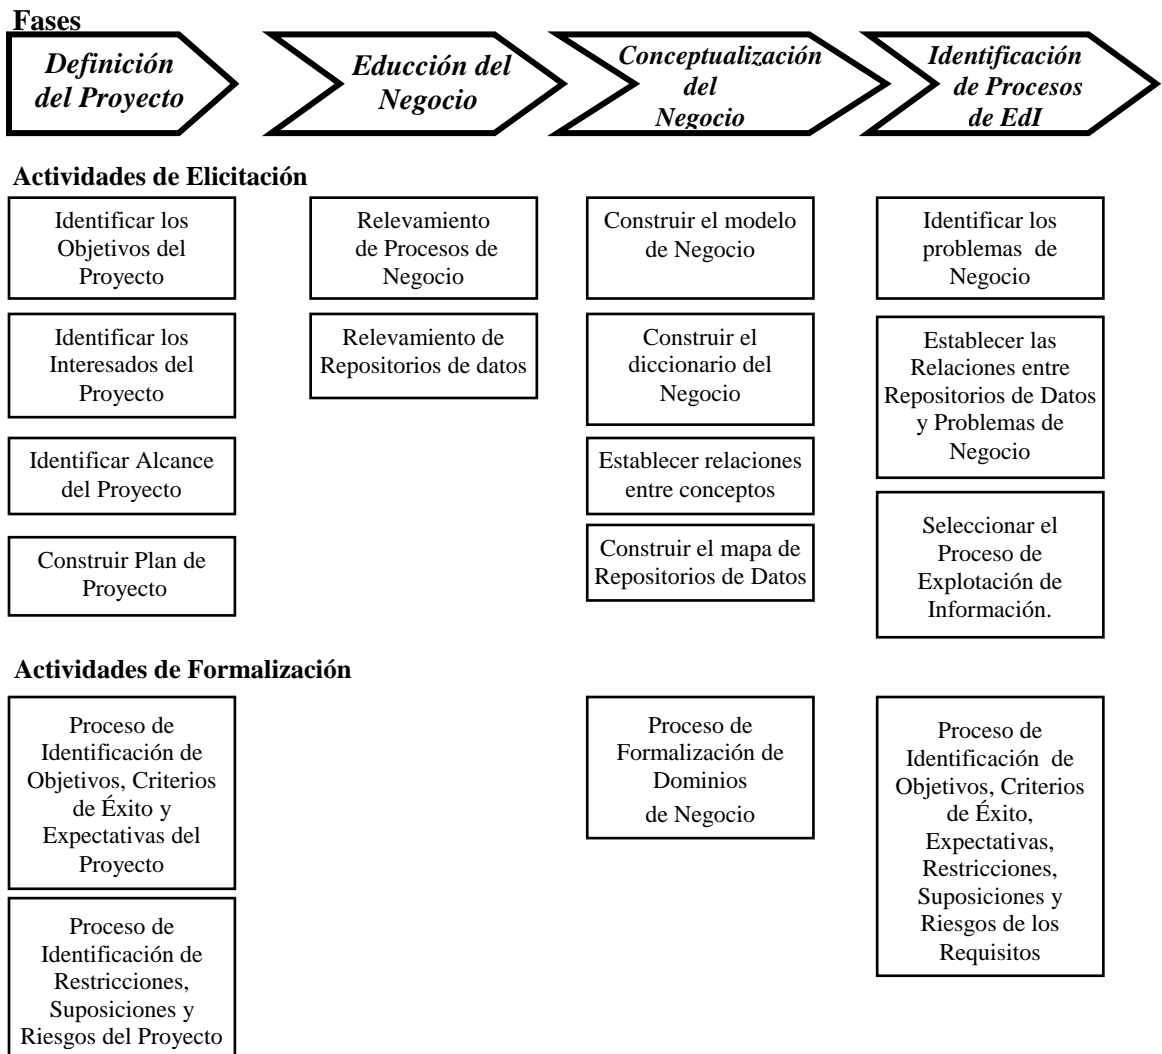 Fases
Definición
del Proyecto
Educción del
Negocio
Conceptualización
del
Negocio
Identificación
de Procesos
de EdI
Actividades de Elicitación
Identificar los
Objetivos del
Proyecto
Identificar los
Interesados del
Proyecto
Identificar Alcance
del Proyecto
Construir Plan de
Proyecto
Relevamiento
de Procesos de
Negocio
Relevamiento de
Repositorios de datos
Construir el modelo
de Negocio
Construir el
diccionario del
Negocio
Establecer relaciones
entre conceptos
Construir el mapa de
Repositorios de Datos
Identificar los
problemas de
Negocio
Establecer las
Relaciones entre
Repositorios de Datos
y Problemas de
Negocio
Seleccionar el
Proceso de
Explotación de
Información.
Actividades de Formalización
Proceso de
Identificación de
Objetivos, Criterios
de Éxito y
Expectativas del
Proyecto
Proceso de
Identificación de
Restricciones,
Suposiciones y
Riesgos del Proyecto
Proceso de
Formalización de
Dominios
de Negocio
Proceso de
Identificación de
Objetivos, Criterios
de Éxito,
Expectativas,
Restricciones,
Suposiciones y
Riesgos de los
Requisitos